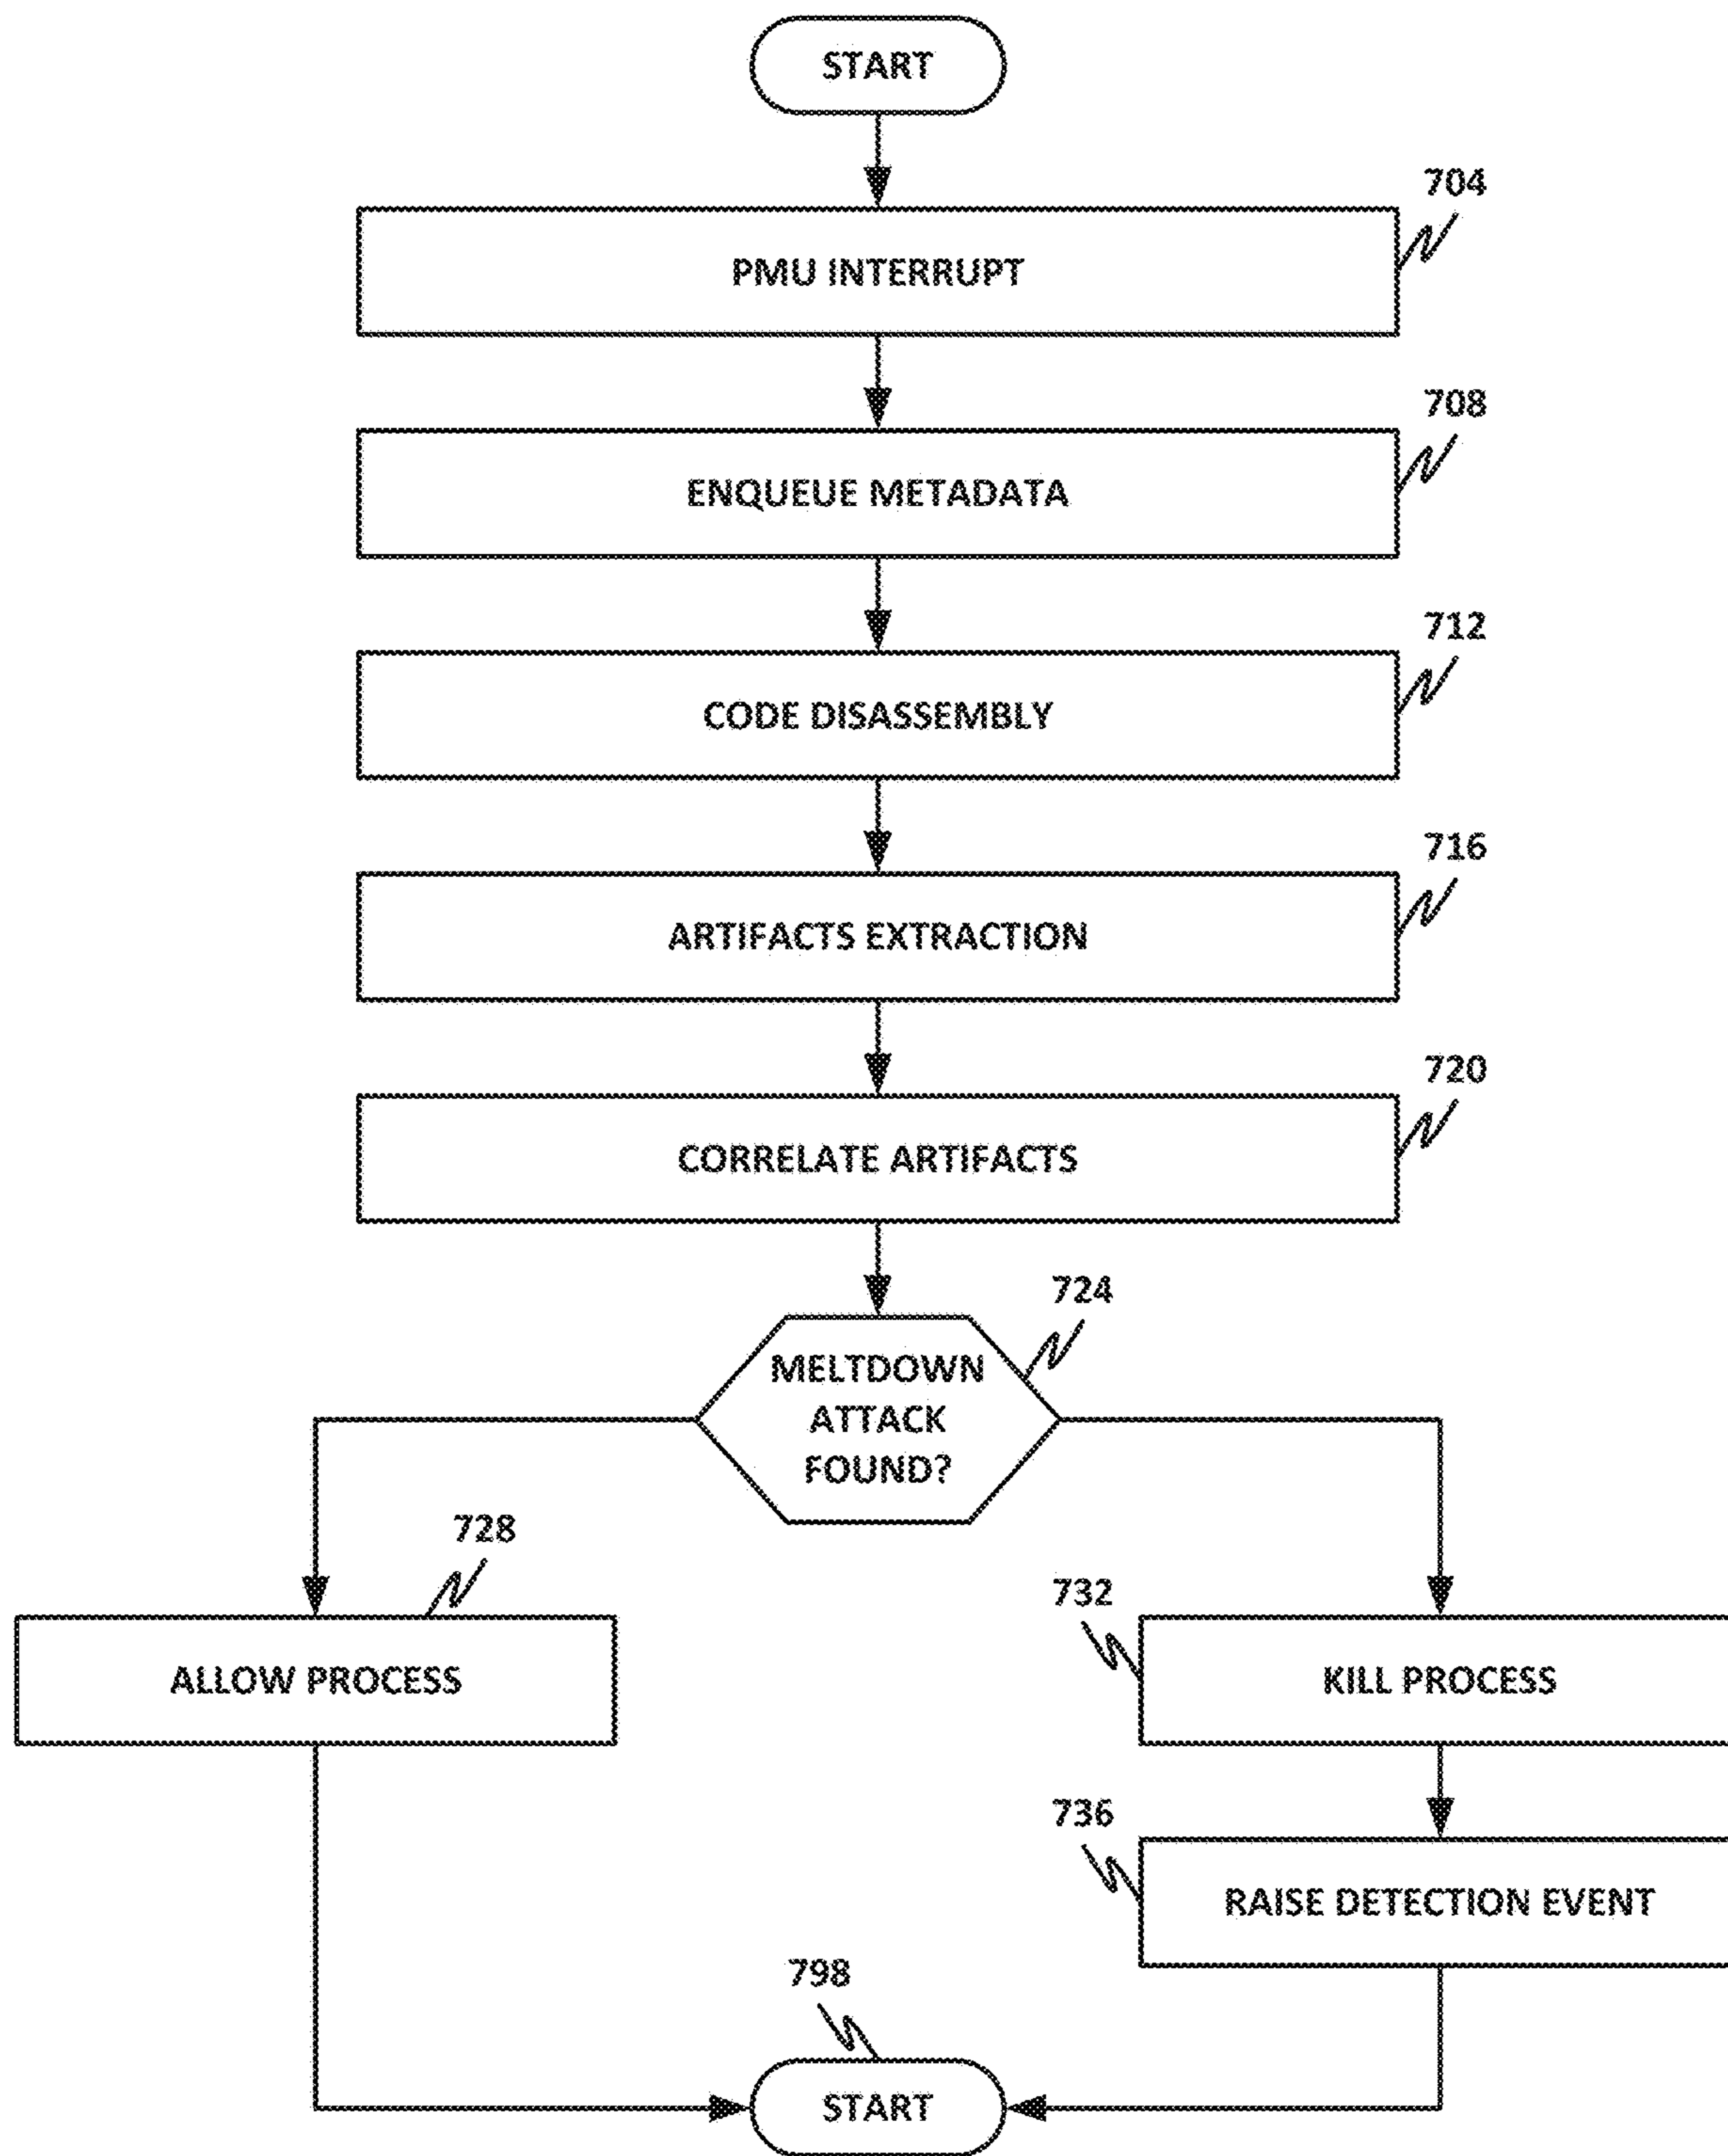 START
704
PMU INTERRUPT
708
ENQUEUE METADATA
712
CODE DISASSEMBLY
716
ARTIFACTS EXTRACTION
720
CORRELATE ARTIFACTS
724
MELTDOWN
ATTACK
FOUND?
728
ALLOW PROCESS
732
KILL PROCESS
736
RAISE DETECTION EVENT
798
START